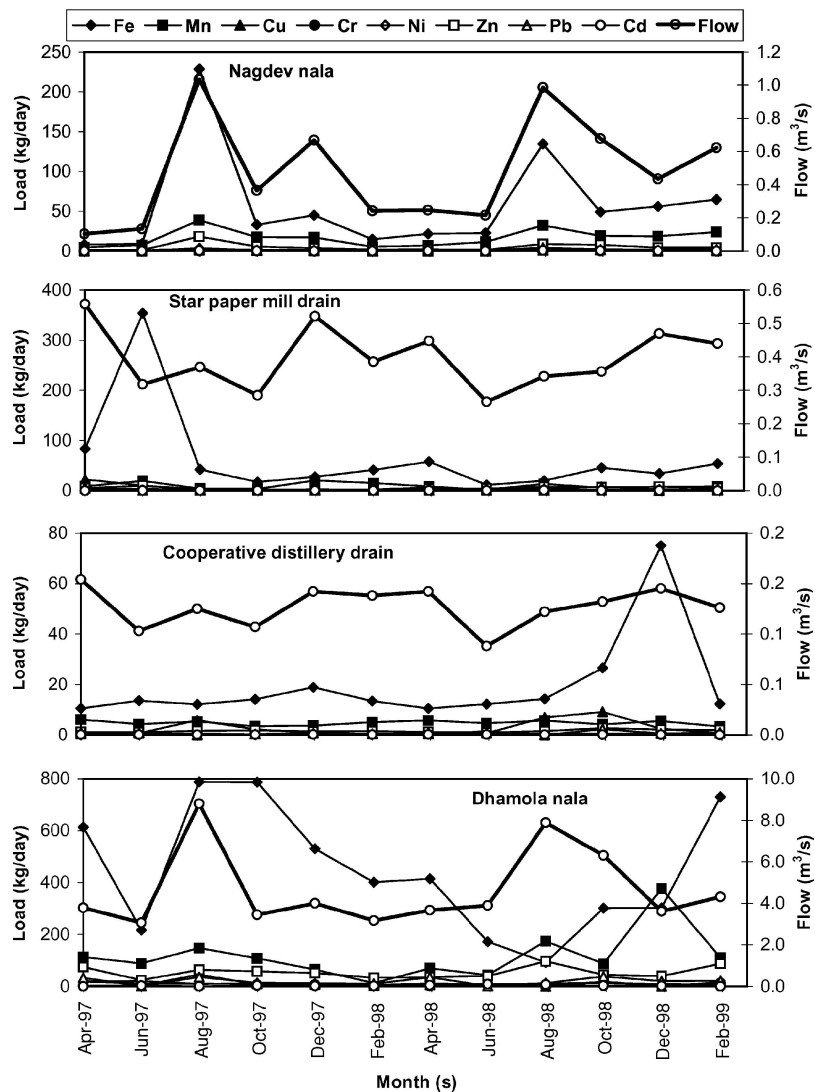 Fe Mn Cu Cr Ni Zn Pb Cd Flow
250 1.2
Nagdev nala
200 1.0
0.8
150
0.6
100
0.4
50 0.2
0 0.0
Load (kg/day)
Flow (m³/s)
400 0.6
Star paper mill drain
0.5
300
0.4
200 0.3
0.2
100
0.1
0 0.0
Load (kg/day)
Flow (m³/s)
80 0.2
Cooperative distillery drain
60 0.2
40 0.1
20 0.1
0 0.0
Load (kg/day)
Flow (m³/s)
800 10.0
Dhamola nala
8.0
600
6.0
400
4.0
200 2.0
0 0.0
Load (kg/day)
Flow (m³/s)
Apr-97 Jun-97 Aug-97 Oct-97 Dec-97 Feb-98 Apr-98 Jun-98 Aug-98 Oct-98 Dec-98 Feb-99
Month (s)